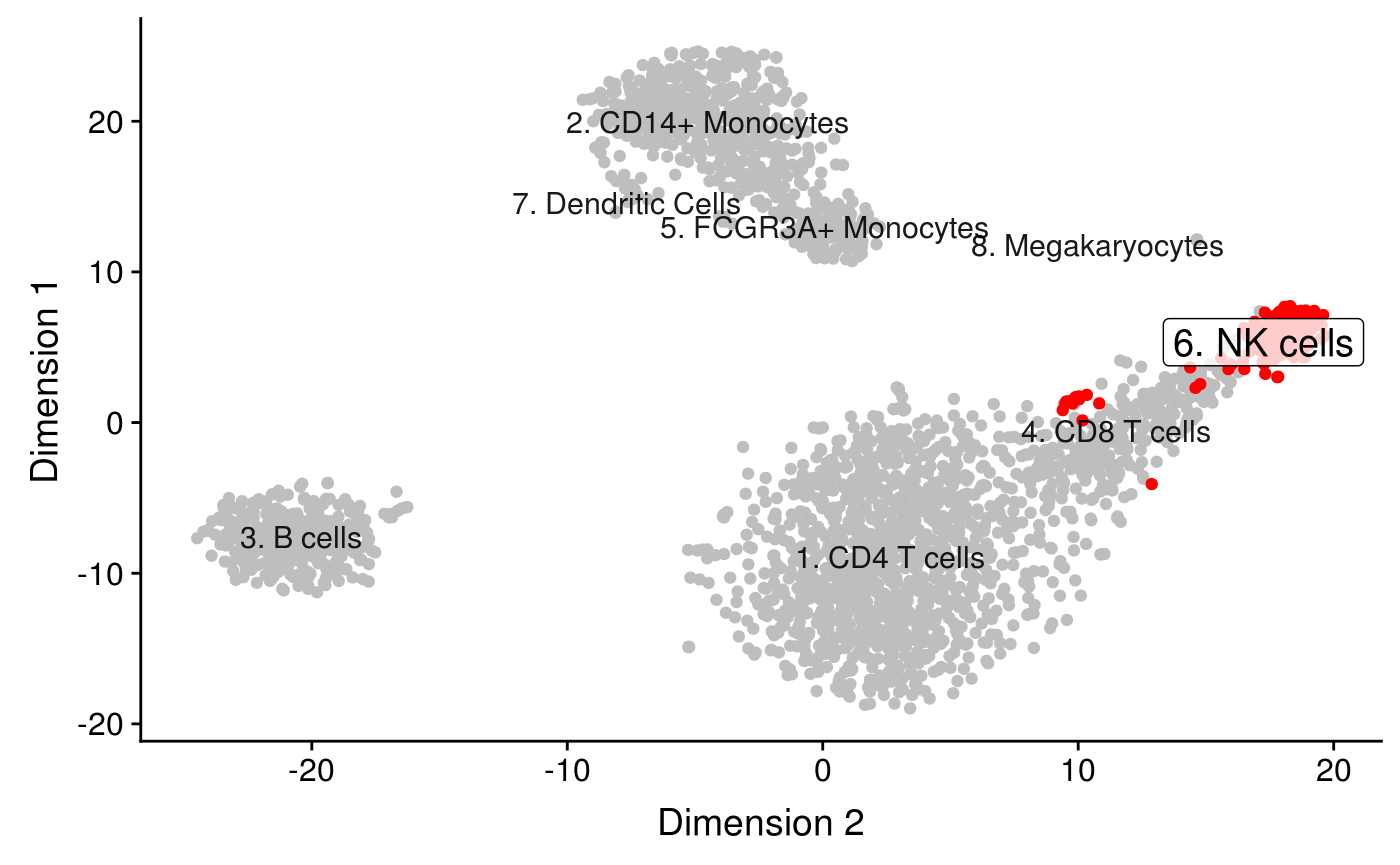 20
2. CD14+ Monocytes
7. Dendritic Cells
5. FCGR3A+ Monocytes
8. Megakaryocytes
10
6. NK cells
Dimension 1
0
4. CD8 T cells
3. B cells
1. CD4 T cells
-10
-20
-20 -10 0 10 20
Dimension 2